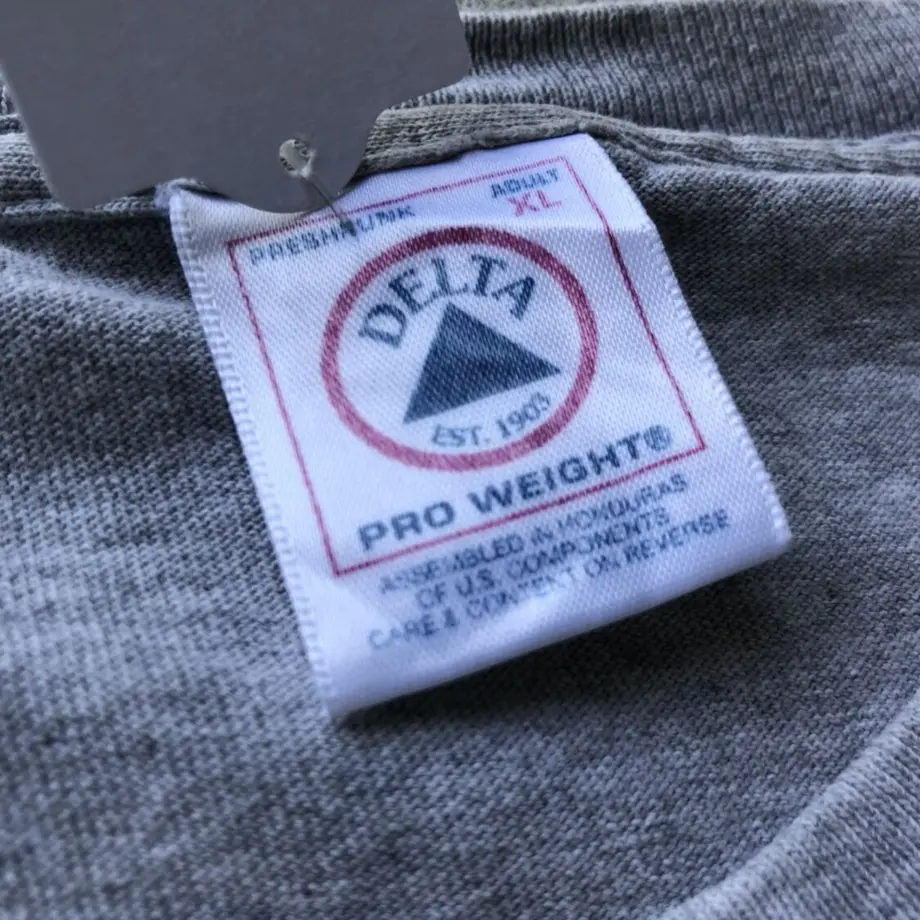 PRESHRUNK
ADULT
XL
DELTA
EST. 1903
PRO WEIGHT®
ASSEMBLED IN HONDURAS
OF U.S. COMPONENTS
CARE & CONTENT ON REVERSE